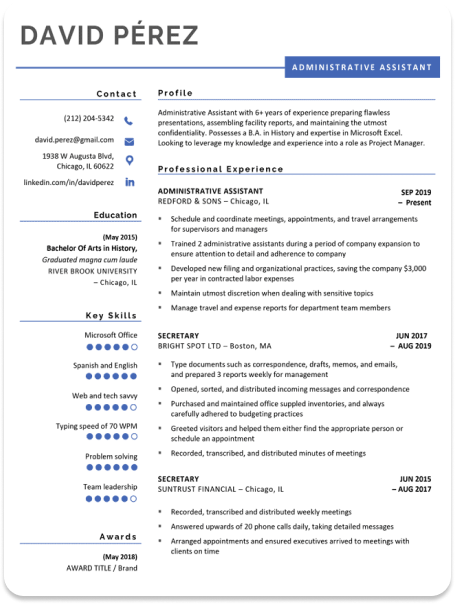 DAVID PÉREZ
ADMINISTRATIVE ASSISTANT
Contact
(212) 204-5342
david.perez@gmail.com
1938 W Augusta Blvd,
Chicago, IL 60622
linkedin.com/in/davidperez
Education
(May 2015)
Bachelor Of Arts in History,
Graduated magna cum laude
RIVER BROOK UNIVERSITY
– Chicago, IL
Key Skills
Microsoft Office
Spanish and English
Web and tech savvy
Typing speed of 70 WPM
Problem solving
Team leadership
Awards
(May 2018)
AWARD TITLE / Brand
Profile
Administrative Assistant with 6+ years of experience preparing flawless
presentations, assembling facility reports, and maintaining the utmost
confidentiality. Possesses a B.A. in History and expertise in Microsoft Excel.
Looking to leverage my knowledge and experience into a role as Project Manager.
Professional Experience
ADMINISTRATIVE ASSISTANT SEP 2019
REDFORD & SONS – Chicago, IL – Present
Schedule and coordinate meetings, appointments, and travel arrangements
for supervisors and managers
Trained 2 administrative assistants during a period of company expansion to
ensure attention to detail and adherence to company
Developed new filing and organizational practices, saving the company $3,000
per year in contracted labor expenses
Maintain utmost discretion when dealing with sensitive topics
Manage travel and expense reports for department team members
SECRETARY JUN 2017
BRIGHT SPOT LTD – Boston, MA – AUG 2019
Type documents such as correspondence, drafts, memos, and emails,
and prepared 3 reports weekly for management
Opened, sorted, and distributed incoming messages and correspondence
Purchased and maintained office suppled inventories, and always
carefully adhered to budgeting practices
Greeted visitors and helped them either find the appropriate person or
schedule an appointment
Recorded, transcribed, and distributed minutes of meetings
SECRETARY JUN 2015
SUNTRUST FINANCIAL – Chicago, IL – AUG 2017
Recorded, transcribed and distributed weekly meetings
Answered upwards of 20 phone calls daily, taking detailed messages
Arranged appointments and ensured executives arrived to meetings with
clients on time